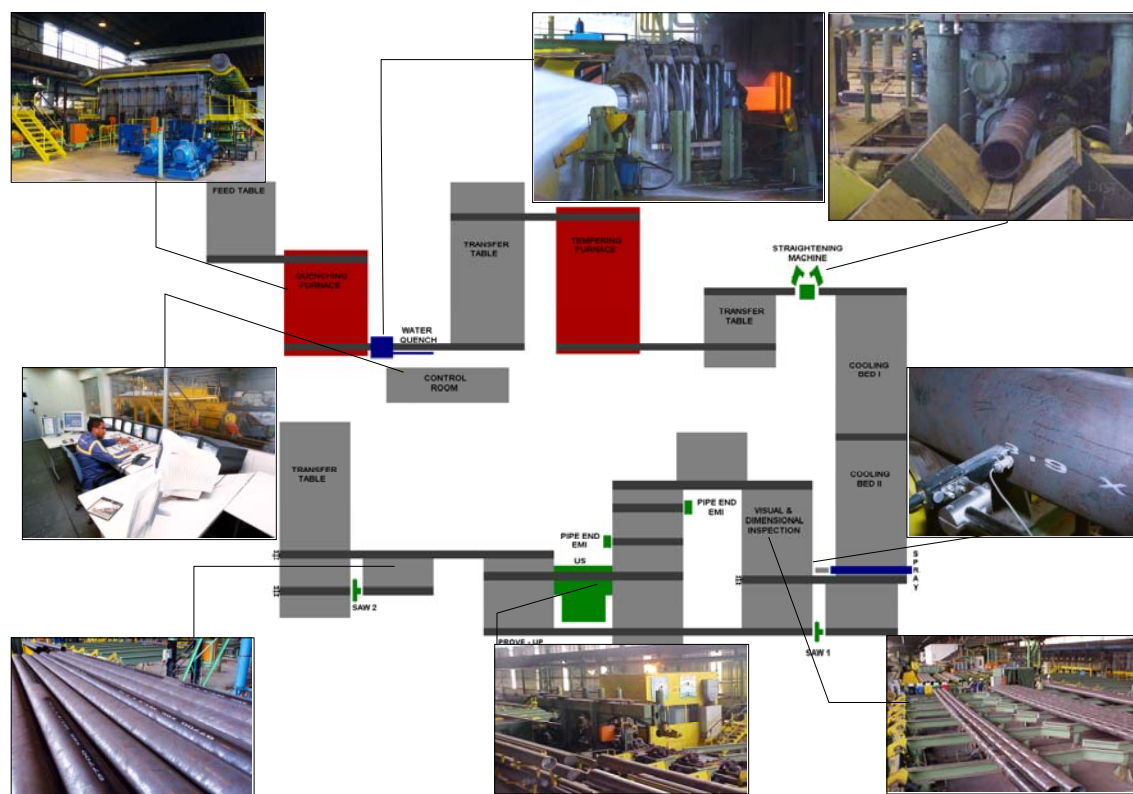 FEED TABLE
QUENCHING
FURNACE
WATER
QUENCH
TRANSFER
TABLE
TEMPERING
FURNACE
STRAIGHTENING
MACHINE
TRANSFER
TABLE
CONTROL
ROOM
COOLING
BED I
COOLING
BED II
TRANSFER
TABLE
PIPE END
EMI
VISUAL &
DIMENSIONAL
INSPECTION
PIPE END
EMI
US
SPRAY
SAW 2
PROVE - UP
SAW 1